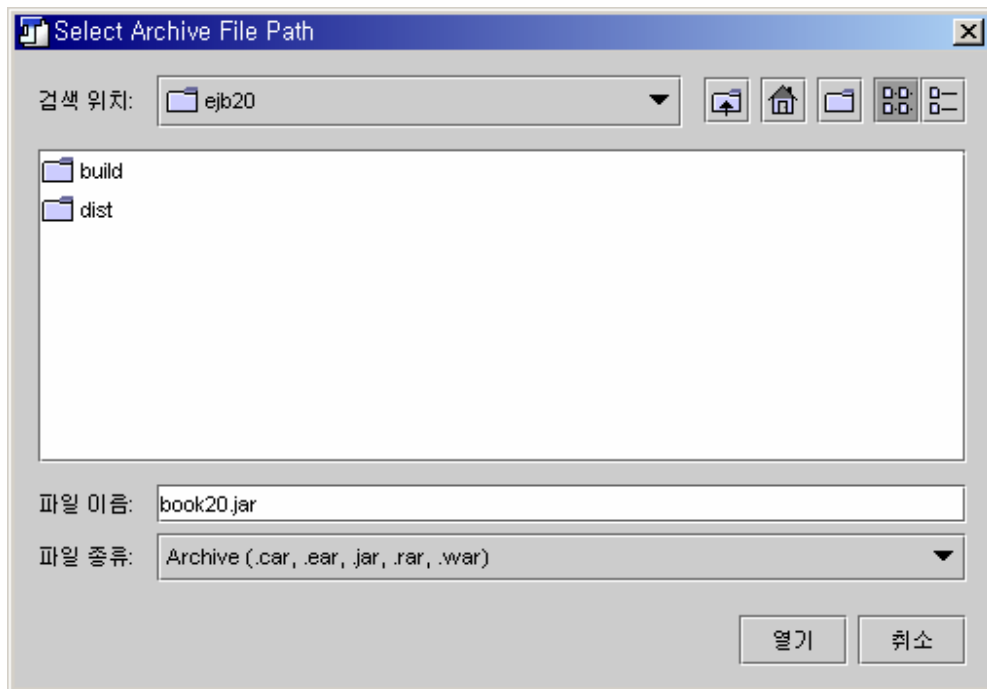 Select Archive File Path
검색 위치: ejb20
build
dist
파일 이름: book20.jar
파일 종류: Archive (.car, .ear, .jar, .rar, .war)
열기 취소